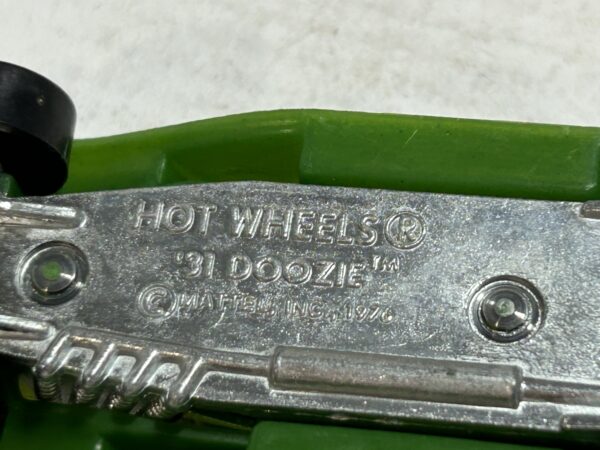 HOT WHEELS®
'31 DOOZIE™
© MATTEL, INC., 1976